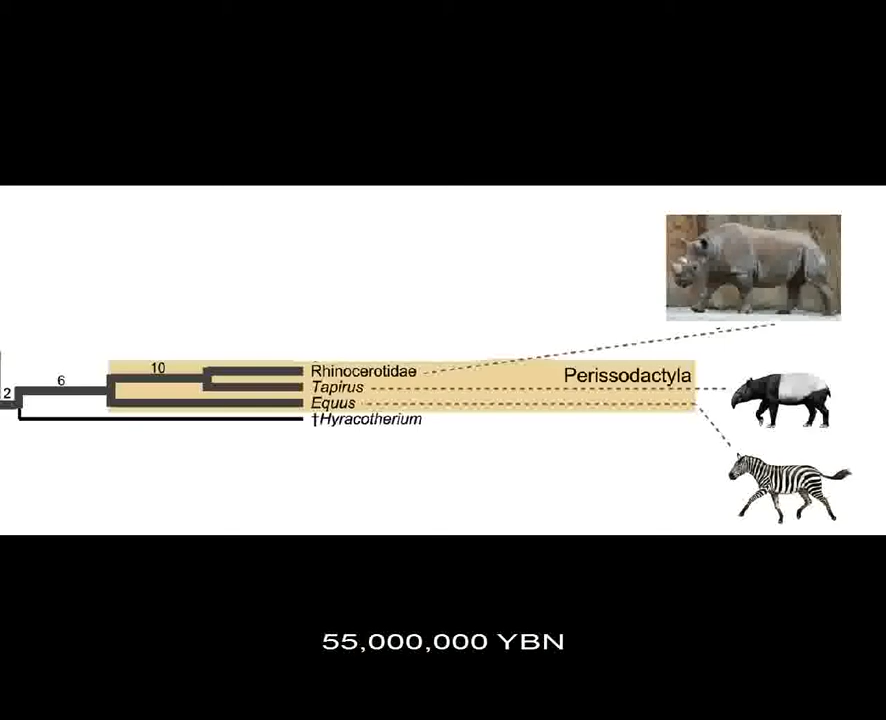 10
Rhinocerotidae
Perissodactyla
6
Tapirus
2
Equus
†Hyracotherium
55,000,000 YBN